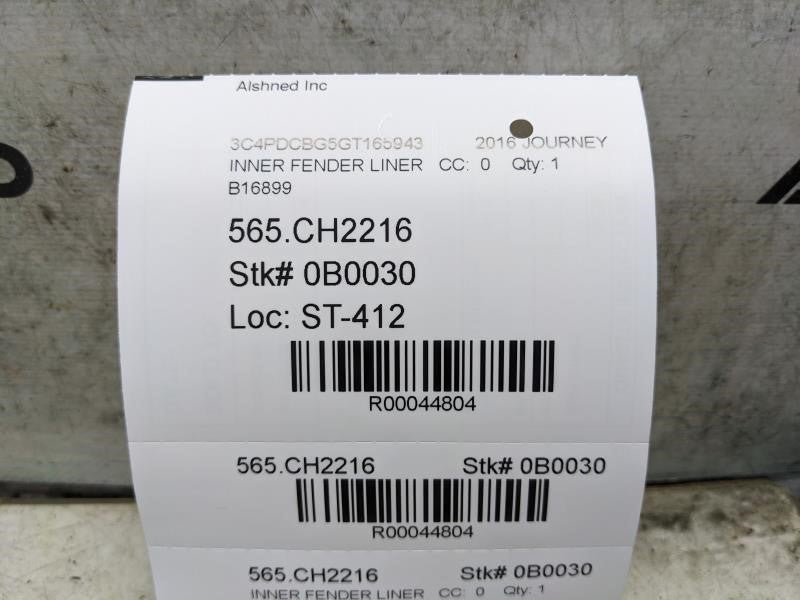 Alshned Inc
3C4PDCBG5GT165943 2016 JOURNEY
INNER FENDER LINER CC: 0 Qty: 1
B16899
565.CH2216
Stk# 0B0030
Loc: ST-412
R00044804
565.CH2216 Stk# 0B0030
R00044804
565.CH2216 Stk# 0B0030
INNER FENDER LINER CC: 0 Qty: 1